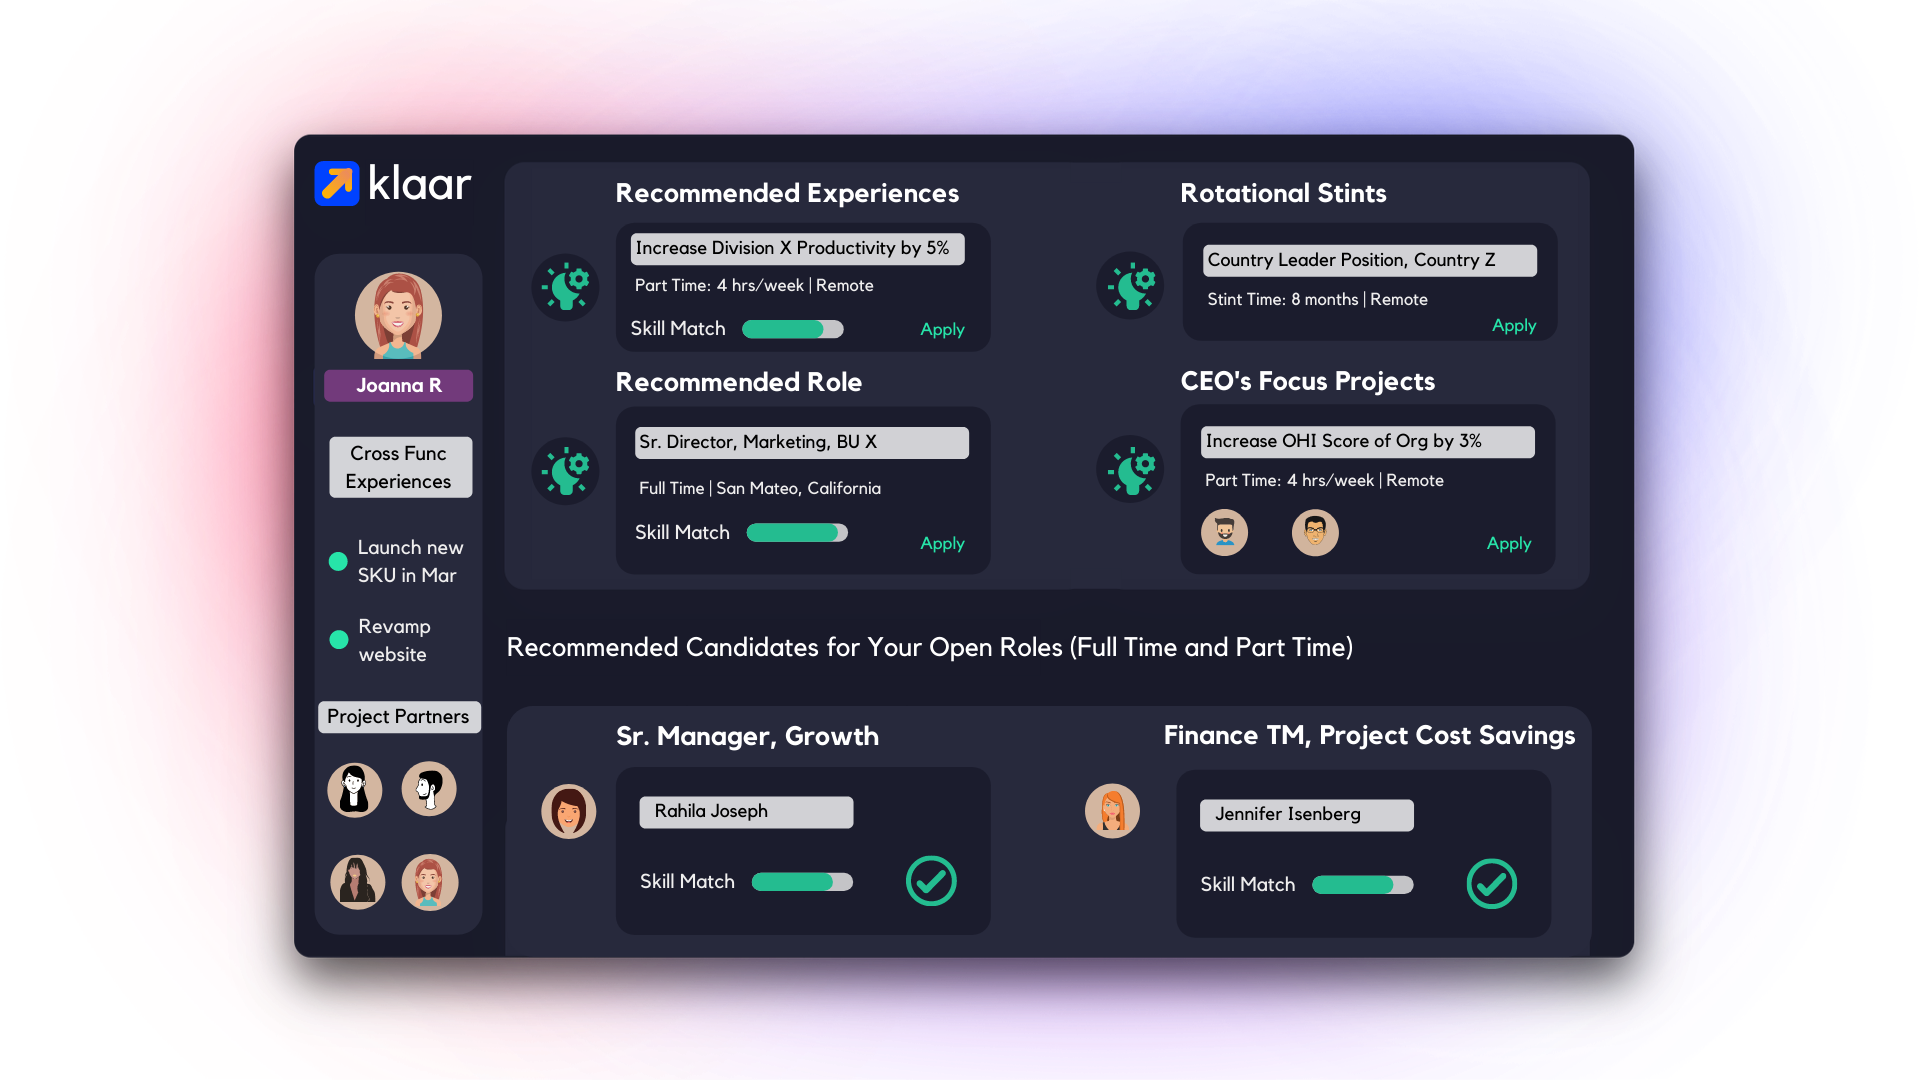 klaar
Joanna R
Cross Func
Experiences
Launch new
SKU in Mar
Revamp
website
Project Partners
Recommended Experiences
Increase Division X Productivity by 5%
Part Time: 4 hrs/week | Remote
Skill Match
Apply
Rotational Stints
Country Leader Position, Country Z
Stint Time: 8 months | Remote
Apply
Recommended Role
Sr. Director, Marketing, BU X
Full Time | San Mateo, California
Skill Match
Apply
CEO's Focus Projects
Increase OHI Score of Org by 3%
Part Time: 4 hrs/week | Remote
Apply
Recommended Candidates for Your Open Roles (Full Time and Part Time)
Sr. Manager, Growth
Rahila Joseph
Skill Match
Finance TM, Project Cost Savings
Jennifer Isenberg
Skill Match